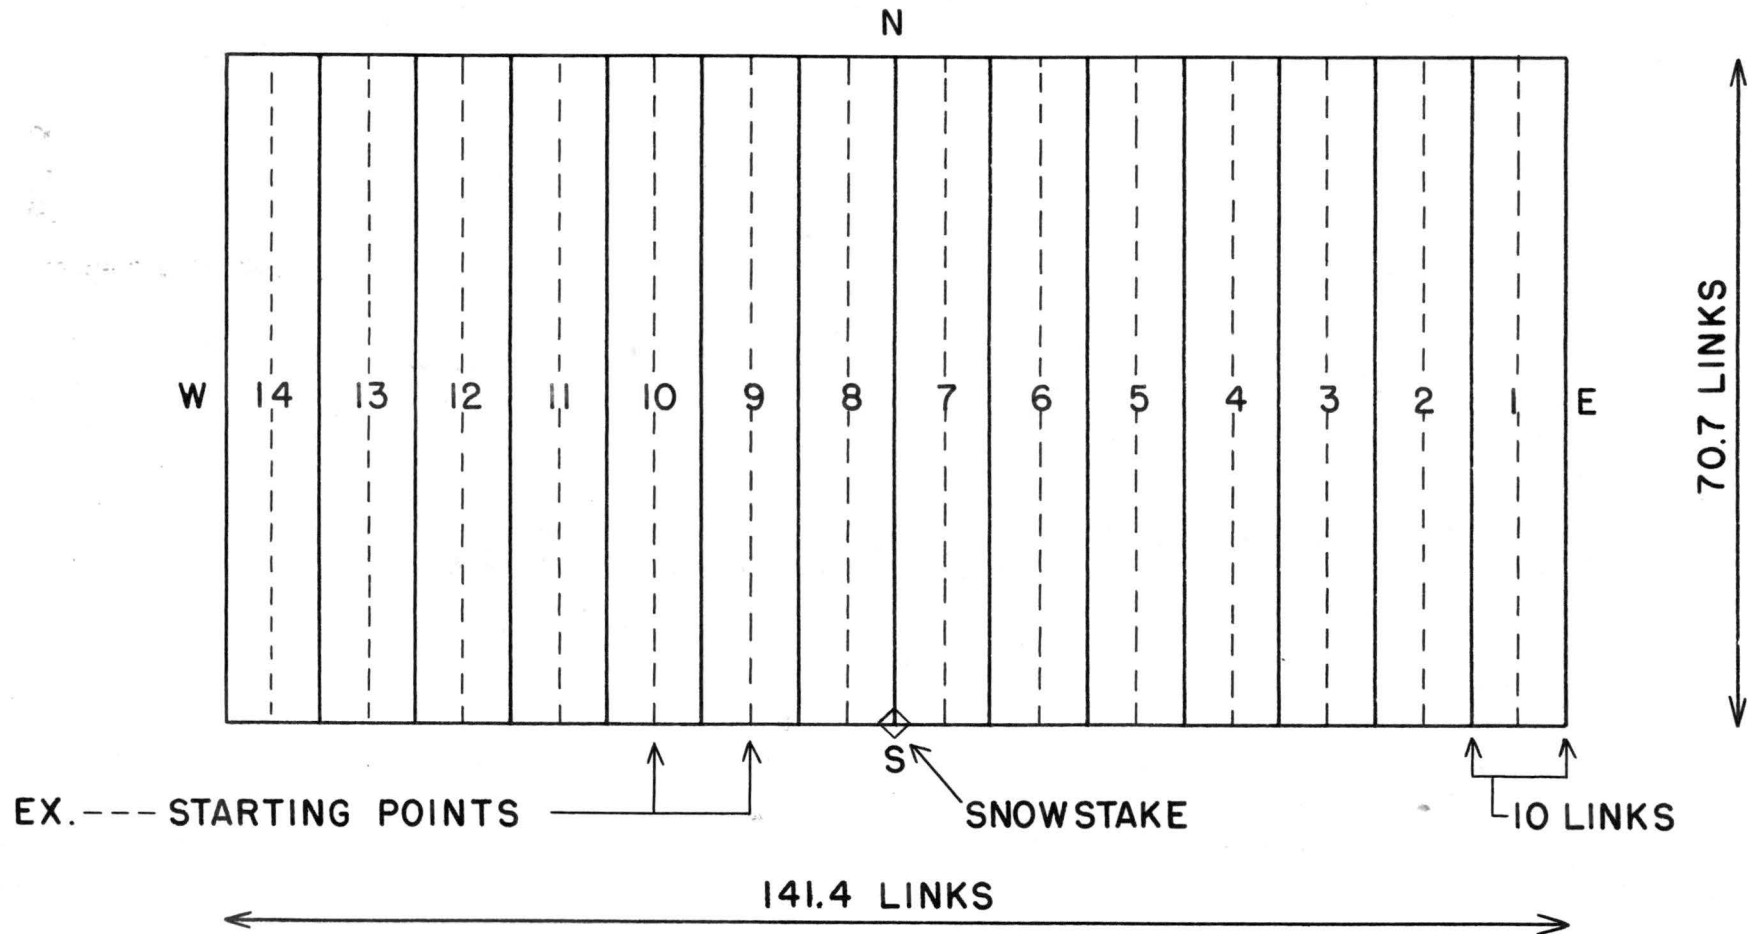 N
W 14 13 12 11 10 9 8 7 6 5 4 3 2 1 E
70.7 LINKS
S
EX.--- STARTING POINTS
SNOWSTAKE
10 LINKS
141.4 LINKS